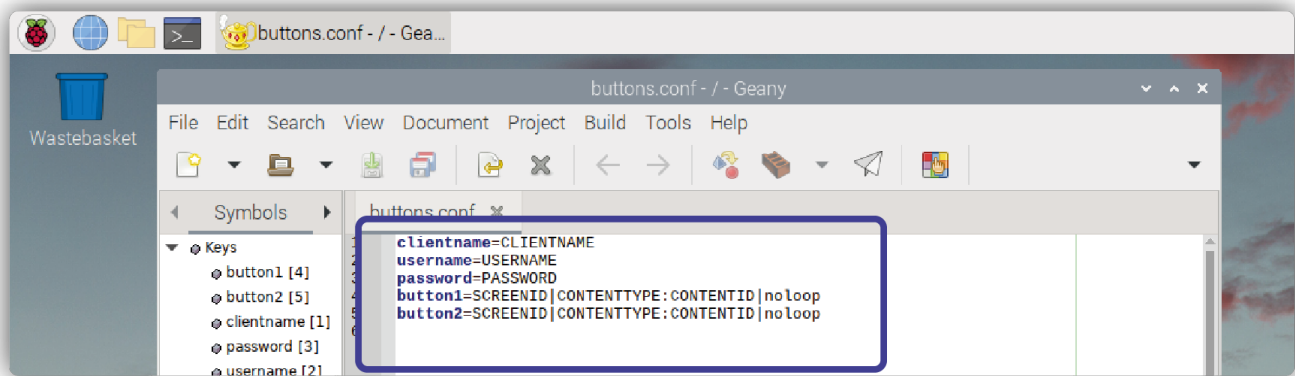 buttons.conf - / - Gea...
Wastebasket
buttons.conf - / - Geany
File Edit Search View Document Project Build Tools Help
Symbols
buttons.conf
Keys
button1 [4]
button2 [5]
clientname [1]
password [3]
username [2]
1 clientname=CLIENTNAME
2 username=USERNAME
3 password=PASSWORD
4 button1=SCREENID|CONTENTTYPE:CONTENTID|noloop
5 button2=SCREENID|CONTENTTYPE:CONTENTID|noloop
6